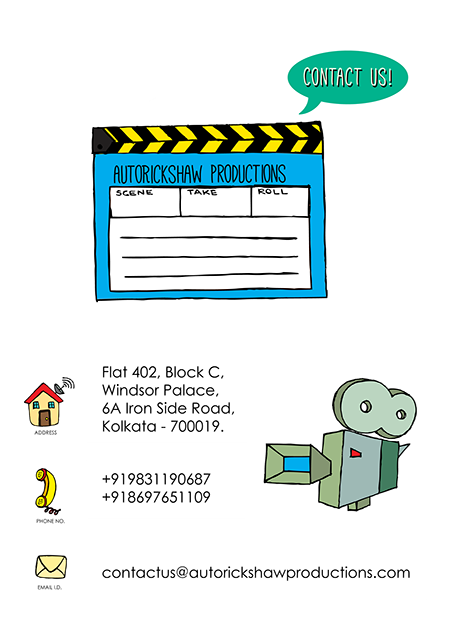 CONTACT US!
AUTORICKSHAW PRODUCTIONS
SCENE TAKE ROLL
Flat 402, Block C,
Windsor Palace,
6A Iron Side Road,
Kolkata - 700019.
ADDRESS
+919831190687
+918697651109
PHONE NO.
contactus@autorickshawproductions.com
EMAIL I.D.